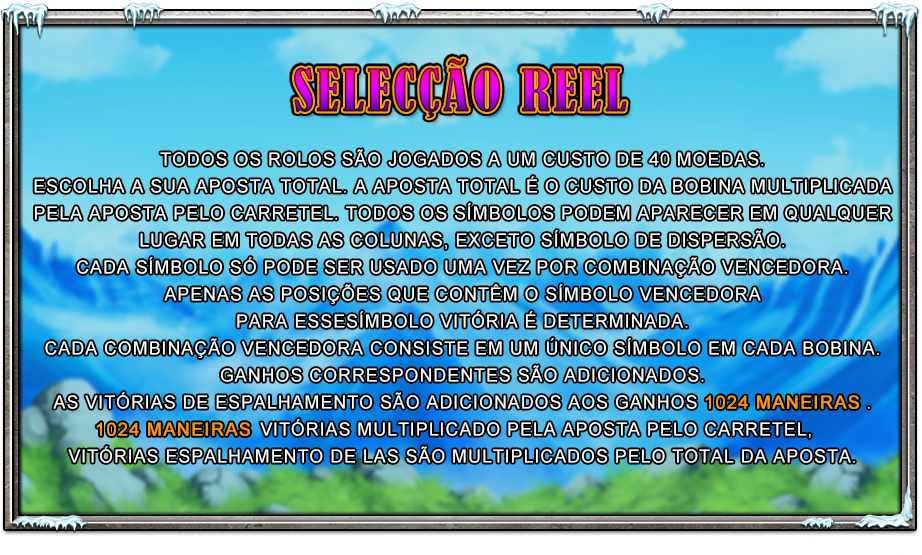 SELECÇÃO REEL
TODOS OS ROLOS SÃO JOGADOS A UM CUSTO DE 40 MOEDAS.
ESCOLHA A SUA APOSTA TOTAL. A APOSTA TOTAL É O CUSTO DA BOBINA MULTIPLICADA
PELA APOSTA PELO CARRETEL. TODOS OS SÍMBOLOS PODEM APARECER EM QUALQUER
LUGAR EM TODAS AS COLUNAS, EXCETO SÍMBOLO DE DISPERSÃO.
CADA SÍMBOLO SÓ PODE SER USADO UMA VEZ POR COMBINAÇÃO VENCEDORA.
APENAS AS POSIÇÕES QUE CONTÊM O SÍMBOLO VENCEDORA
PARA ESSESÍMBOLO VITÓRIA É DETERMINADA.
CADA COMBINAÇÃO VENCEDORA CONSISTE EM UM ÚNICO SÍMBOLO EM CADA BOBINA.
GANHOS CORRESPONDENTES SÃO ADICIONADOS.
AS VITÓRIAS DE ESPALHAMENTO SÃO ADICIONADOS AOS GANHOS 1024 MANEIRAS .
1024 MANEIRAS VITÓRIAS MULTIPLICADO PELA APOSTA PELO CARRETEL,
VITÓRIAS ESPALHAMENTO DE LAS SÃO MULTIPLICADOS PELO TOTAL DA APOSTA.